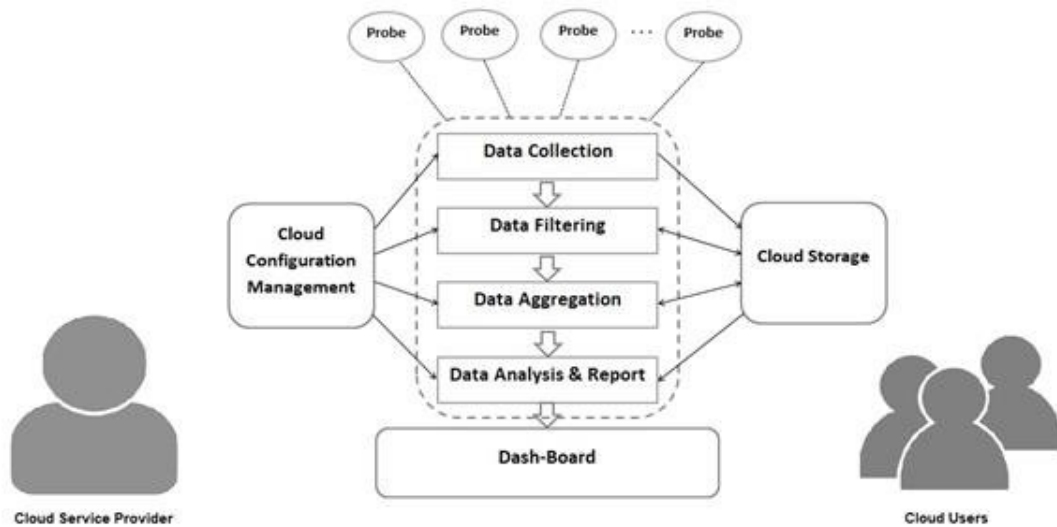 Probe
Probe
Probe
...
Probe
Data Collection
Data Filtering
Cloud
Configuration
Management
Cloud Storage
Data Aggregation
Data Analysis & Report
Dash-Board
Cloud Service Provider
Cloud Users